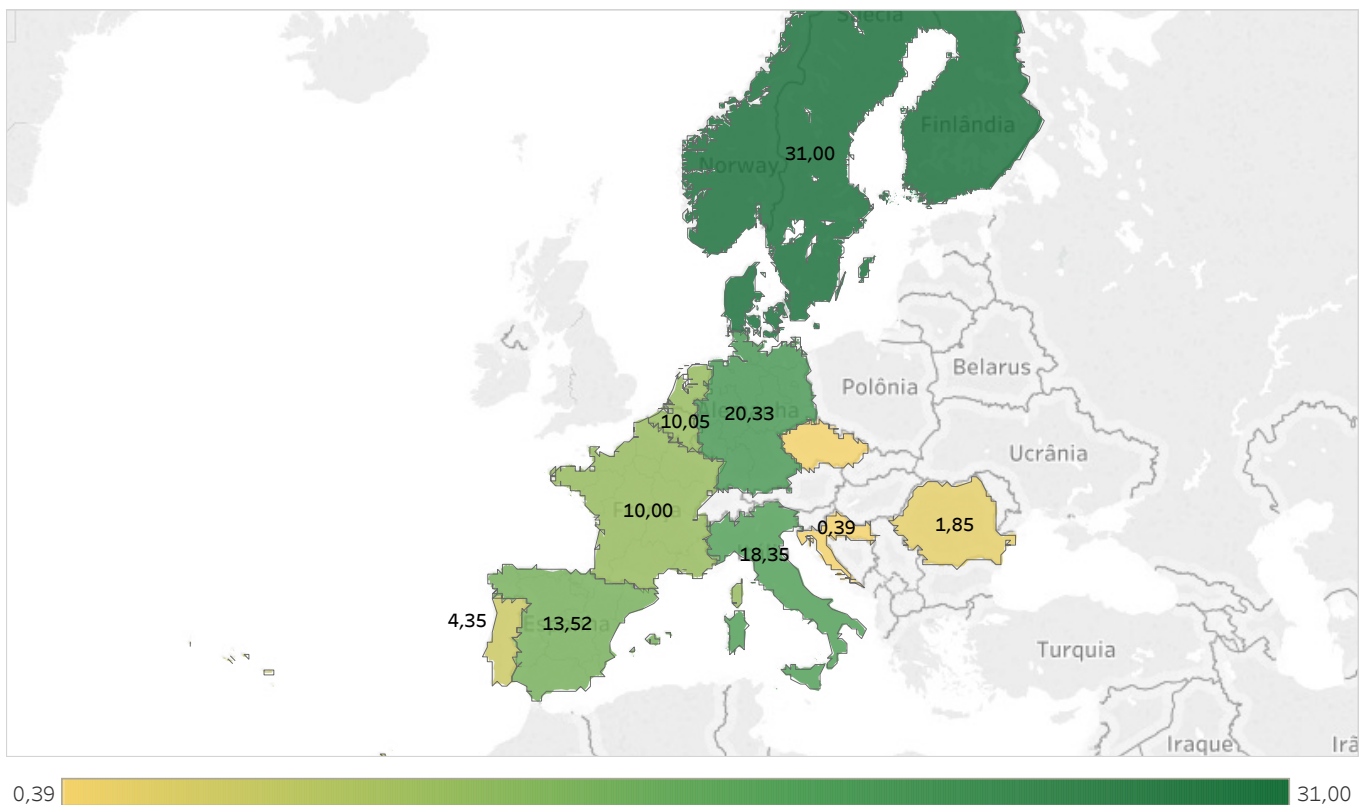 Suécia
Finlândia
Norway
31,00
Belarus
Polônia
10,05
20,33
Ucrânia
10,00
0,39
1,85
18,35
4,35
13,52
Turquia
Iraque
Irã
0,39
31,00